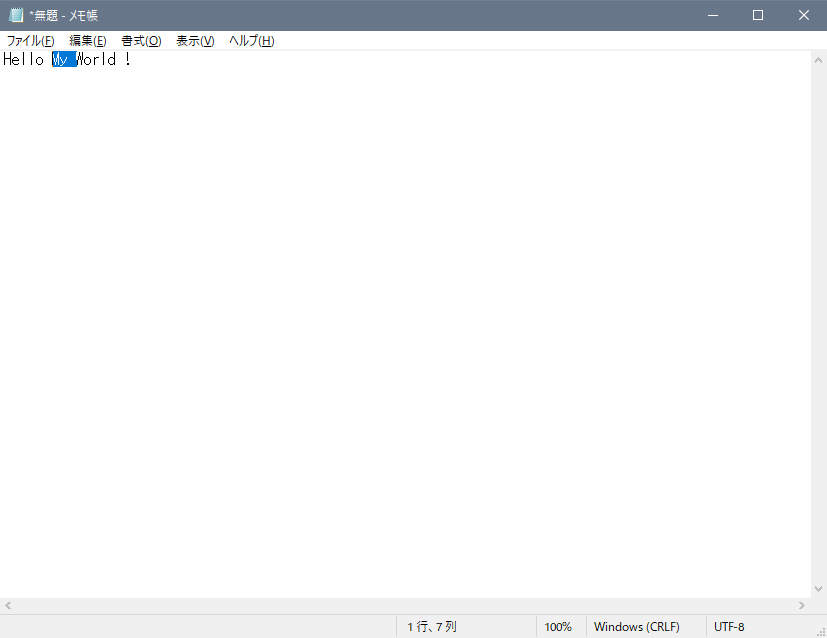 *無題 - メモ帳
ファイル(F) 編集(E) 書式(O) 表示(V) ヘルプ(H)
Hello My World !
1 行、7 列 100% Windows (CRLF) UTF-8